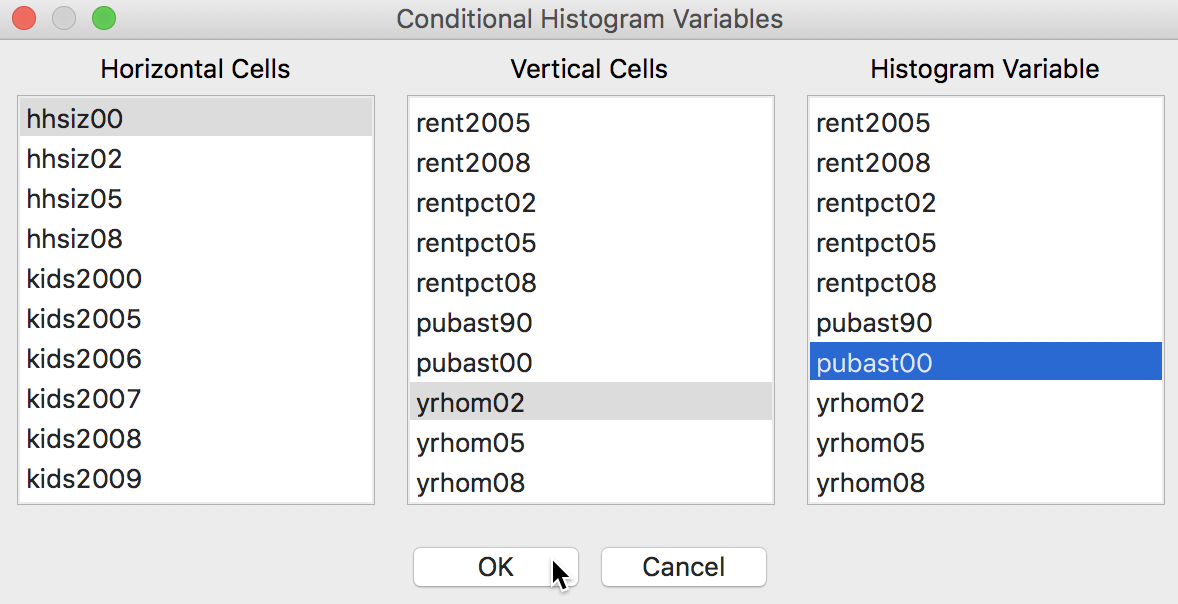 Conditional Histogram Variables
Horizontal Cells
hhsiz00
hhsiz02
hhsiz05
hhsiz08
kids2000
kids2005
kids2006
kids2007
kids2008
kids2009
Vertical Cells
rent2005
rent2008
rentpct02
rentpct05
rentpct08
pubast90
pubast00
yrhom02
yrhom05
yrhom08
Histogram Variable
rent2005
rent2008
rentpct02
rentpct05
rentpct08
pubast90
pubast00
yrhom02
yrhom05
yrhom08
OK
Cancel